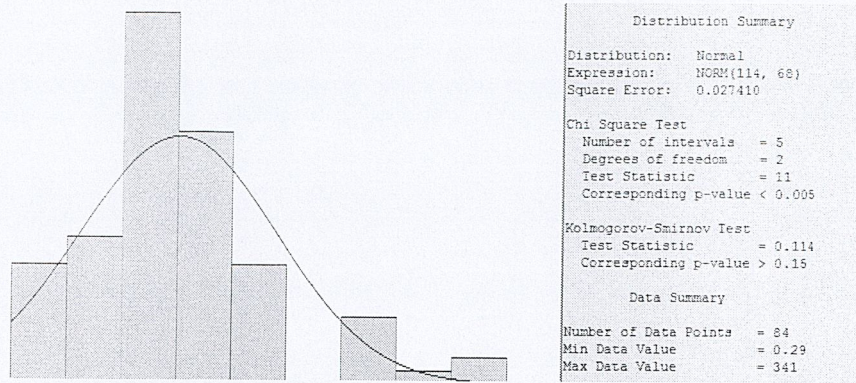 Distribution Summary
Distribution: Normal
Expression: NORM(114, 68)
Square Error: 0.027410
Chi Square Test
Number of intervals = 5
Degrees of freedom = 2
Test Statistic = 11
Corresponding p-value < 0.005
Kolmogorov-Smirnov Test
Test Statistic = 0.114
Corresponding p-value > 0.15
Data Summary
Number of Data Points = 84
Min Data Value = 0.29
Max Data Value = 341